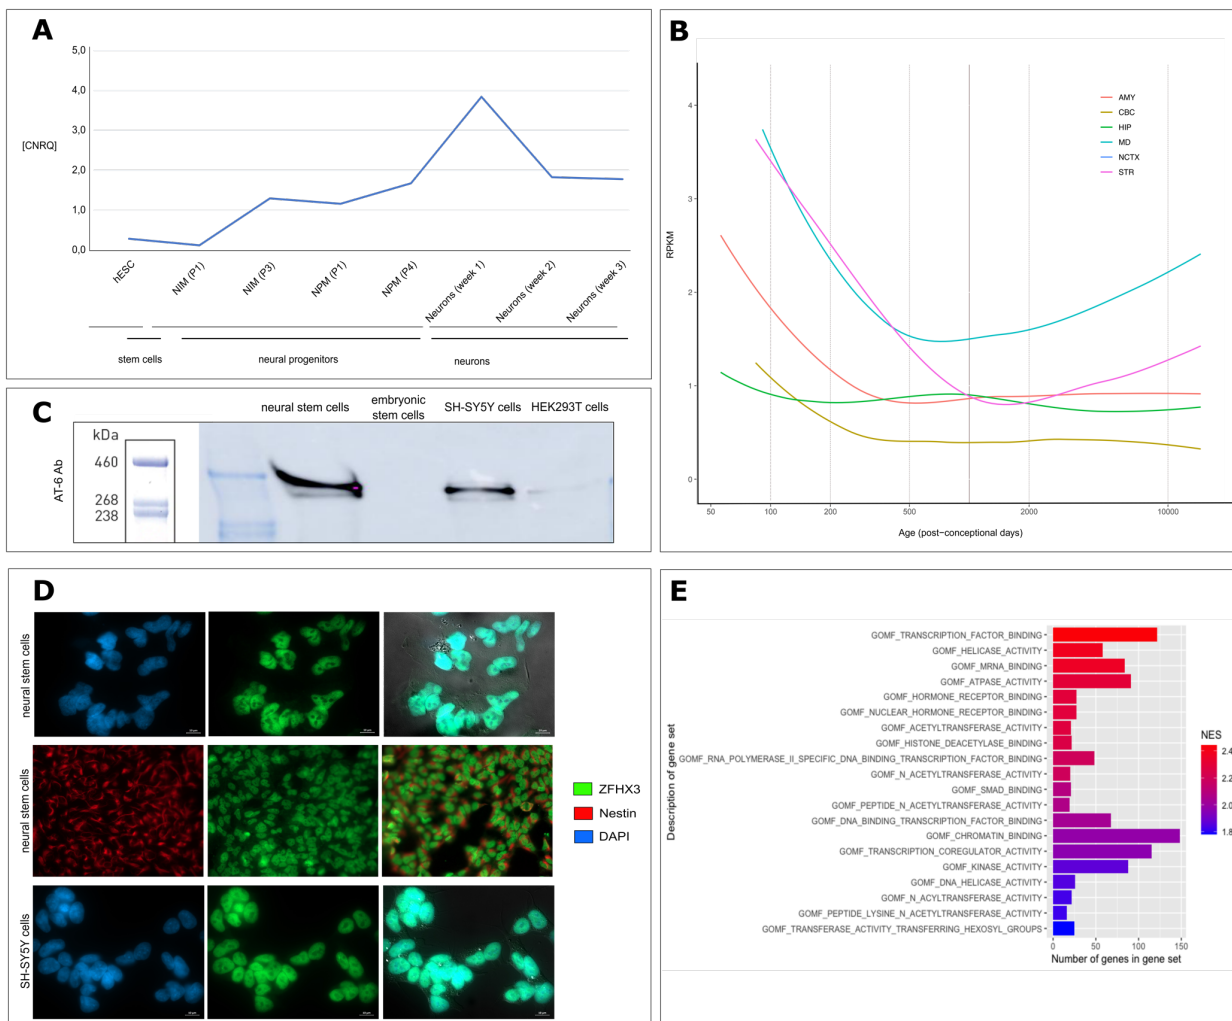 A
5,0
4,0
3,0
[CNRQ]
2,0
1,0
0,0
hESC
NIM (P1)
NIM (P3)
NPM (P1)
NPM (P4)
Neurons (week 1)
Neurons (week 2)
Neurons (week 3)
stem cells
neural progenitors
neurons
B
4
3
2
1
0
RPKM
AMY
CBC
HIP
MD
NCTX
STR
50
100
200
500
2000
10000
Age (post−conceptional days)
C
neural stem cells
embryonic
stem cells
SH-SY5Y cells
HEK293T cells
AT-6 Ab
kDa
460
268
238
D
neural stem cells
neural stem cells
SH-SY5Y cells
ZFHX3
Nestin
DAPI
E
Description of gene set
GOMF_TRANSCRIPTION_FACTOR_BINDING
GOMF_HELICASE_ACTIVITY
GOMF_MRNA_BINDING
GOMF_ATPASE_ACTIVITY
GOMF_HORMONE_RECEPTOR_BINDING
GOMF_NUCLEAR_HORMONE_RECEPTOR_BINDING
GOMF_ACETYLTRANSFERASE_ACTIVITY
GOMF_HISTONE_DEACETYLASE_BINDING
GOMF_RNA_POLYMERASE_II_SPECIFIC_DNA_BINDING_TRANSCRIPTION_FACTOR_BINDING
GOMF_N_ACETYLTRANSFERASE_ACTIVITY
GOMF_SMAD_BINDING
GOMF_PEPTIDE_N_ACETYLTRANSFERASE_ACTIVITY
GOMF_DNA_BINDING_TRANSCRIPTION_FACTOR_BINDING
GOMF_CHROMATIN_BINDING
GOMF_TRANSCRIPTION_COREGULATOR_ACTIVITY
GOMF_KINASE_ACTIVITY
GOMF_DNA_HELICASE_ACTIVITY
GOMF_N_ACYLTRANSFERASE_ACTIVITY
GOMF_PEPTIDE_LYSINE_N_ACETYLTRANSFERASE_ACTIVITY
GOMF_TRANSFERASE_ACTIVITY_TRANSFERRING_HEXOSYL_GROUPS
0
50
100
150
Number of genes in gene set
NES
2.4
2.2
2.0
1.8